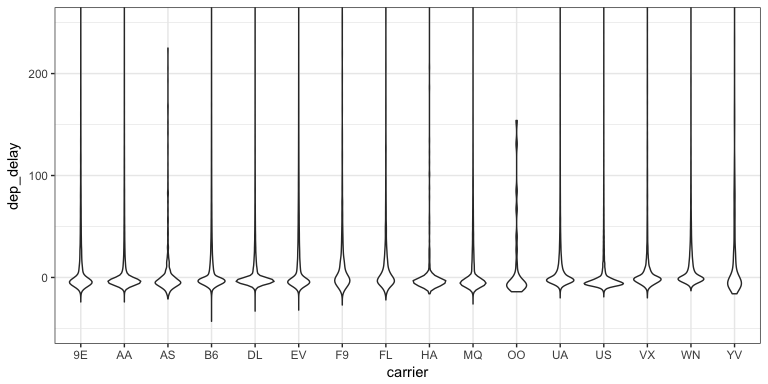 dep_delay
200
100
0
9E AA AS B6 DL EV F9 FL HA MQ OO UA US VX WN YV
carrier